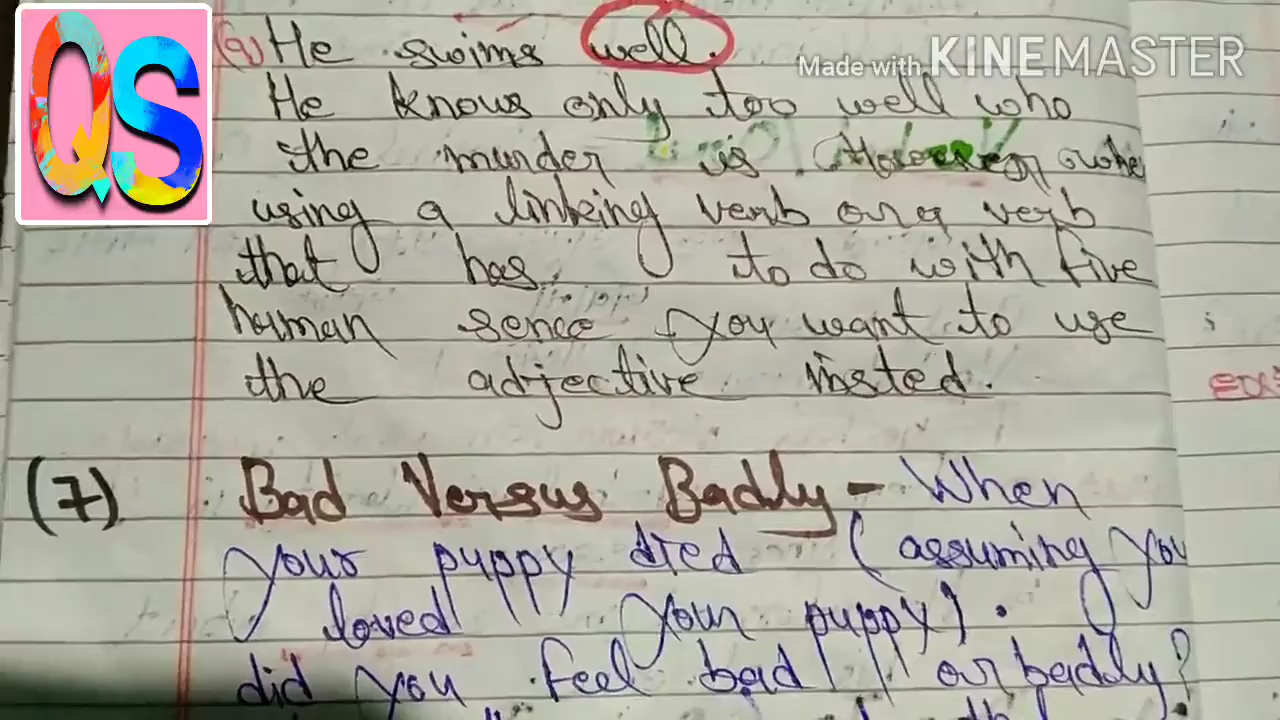 QS
Made with KINEMASTER
(a) He swims well.
He knows only too well who
the murder is. However whe
using a linking verb or a verb
that has to do with five
human sence you want to use
the adjective insted.
(7) Bad Versus Badly - When
your puppy died (assuming you
loved your puppy).
did you feel bad or badly?